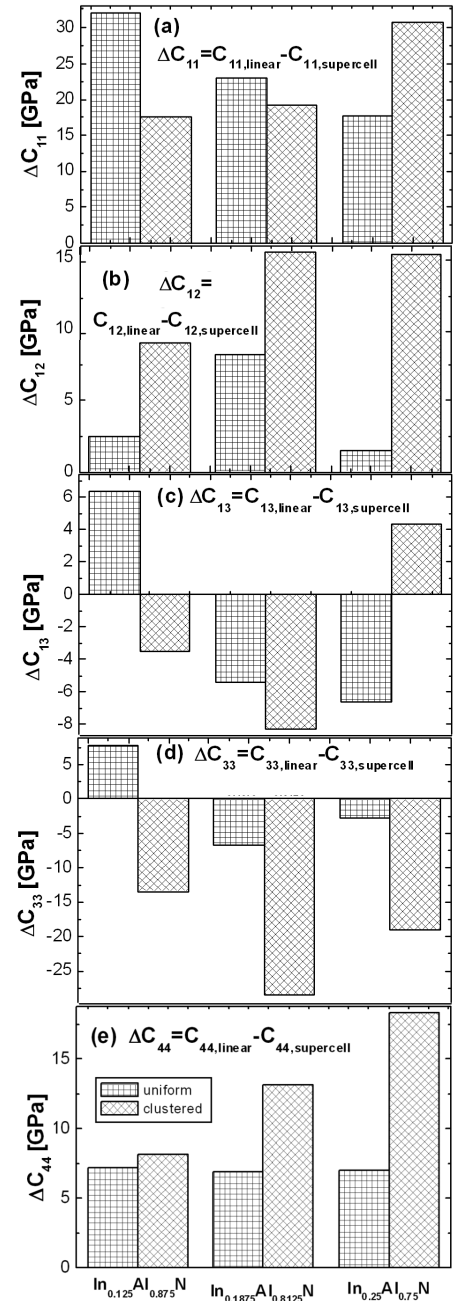 (a)
ΔC11=C11,linear-C11,supercell
ΔC11 [GPa]
30
25
20
15
10
5
0
(b) ΔC12=
C12,linear-C12,supercell
ΔC12 [GPa]
15
10
5
0
(c) ΔC13=C13,linear-C13,supercell
ΔC13 [GPa]
6
4
2
0
-2
-4
-6
-8
(d) ΔC33=C33,linear-C33,supercell
ΔC33 [GPa]
5
0
-5
-10
-15
-20
-25
(e) ΔC44=C44,linear-C44,supercell
uniform
clustered
ΔC44 [GPa]
15
10
5
0
In0.125Al0.875N In0.1875Al0.8125N In0.25Al0.75N